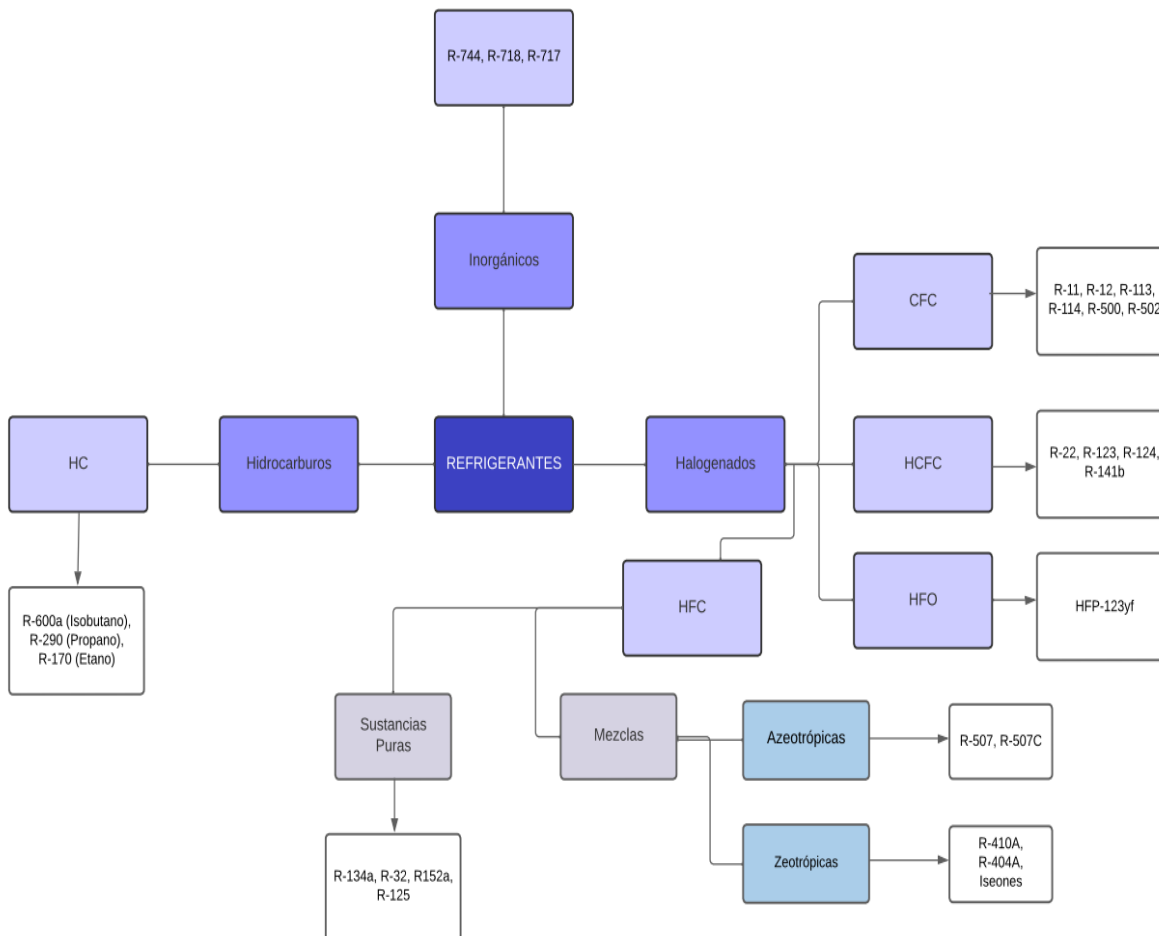 R-744, R-718, R-717
Inorgánicos
CFC
R-11, R-12, R-113,
R-114, R-500, R-502
HC
Hidrocarburos
REFRIGERANTES
Halogenados
HCFC
R-22, R-123, R-124,
R-141b
HFC
HFO
HFP-123yf
R-600a (Isobutano),
R-290 (Propano),
R-170 (Etano)
Sustancias
Puras
Mezclas
Azeotrópicas
R-507, R-507C
Zeotrópicas
R-410A,
R-404A,
Iseones
R-134a, R-32, R152a,
R-125